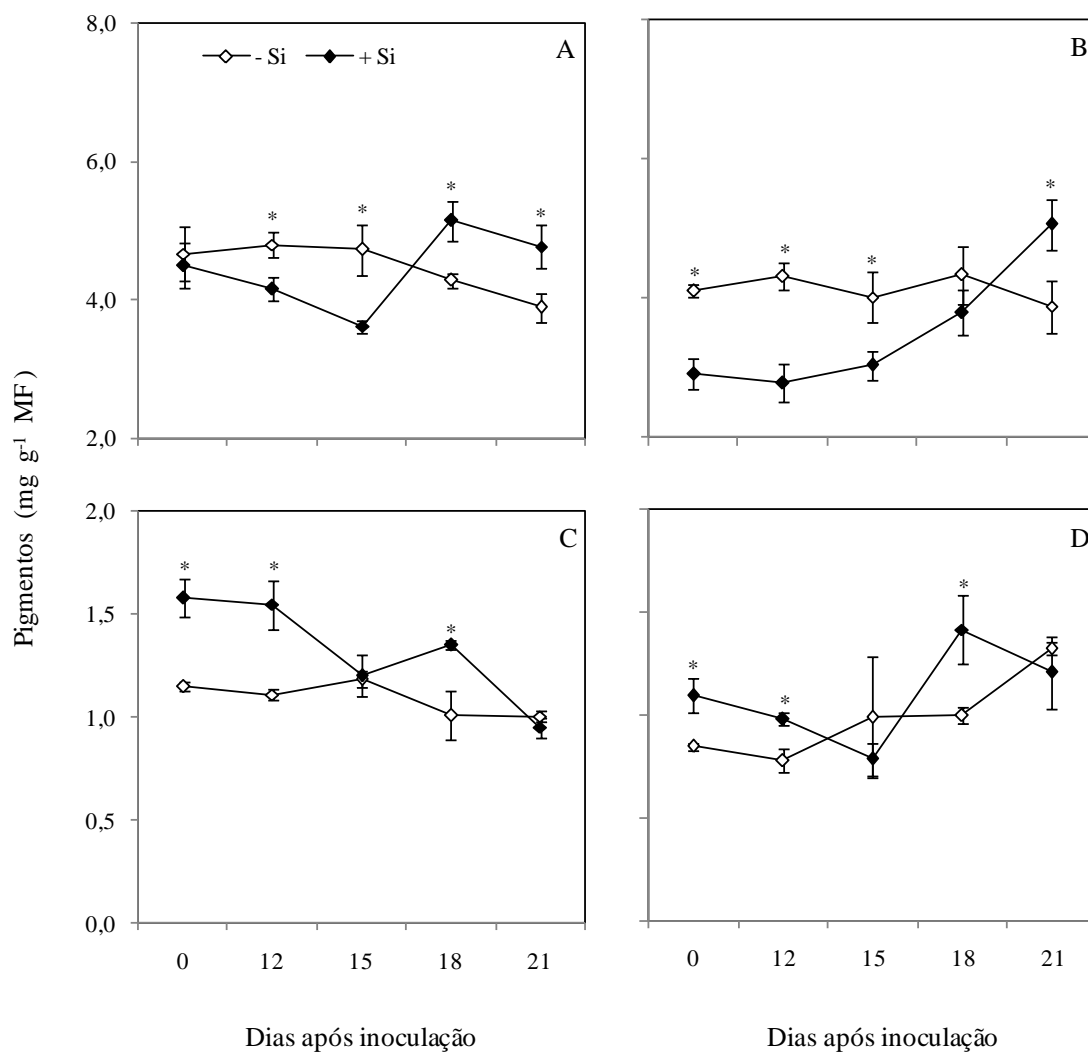 8,0
6,0
4,0
2,0
- Si + Si
A
* * * *
B
* * * *
Pigmentos (mg g⁻¹ MF)
2,0
1,5
1,0
0,5
0,0
C
* * *
D
* * *
0 12 15 18 21
0 12 15 18 21
Dias após inoculação
Dias após inoculação